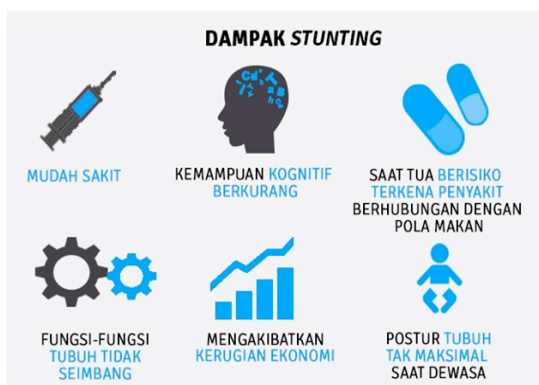 DAMPAK STUNTING
MUDAH SAKIT
KEMAMPUAN KOGNITIF
BERKURANG
SAAT TUA BERISIKO
TERKENA PENYAKIT
BERHUBUNGAN DENGAN
POLA MAKAN
FUNGSI-FUNGSI
TUBUH TIDAK
SEIMBANG
MENGAKIBATKAN
KERUGIAN EKONOMI
POSTUR TUBUH
TAK MAKSIMAL
SAAT DEWASA